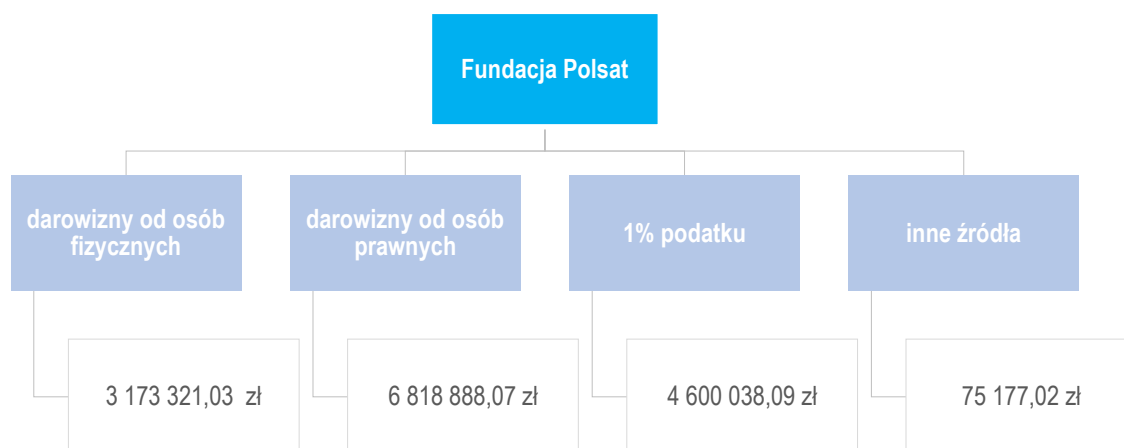 Fundacja Polsat
darowizny od osób
fizycznych
darowizny od osób
prawnych
1% podatku
inne źródła
3 173 321,03 zł
6 818 888,07 zł
4 600 038,09 zł
75 177,02 zł